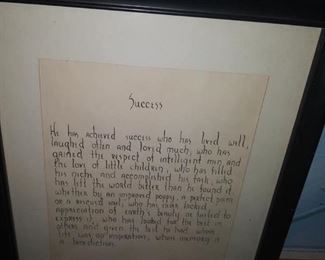 Success
He has achieved success who has lived well,
laughed often and loved much; who has
gained the respect of intelligent men and
the love of little children; who has filled
his niche and accomplished his task; who
has left the world better than he found it,
whether by an improved poppy, a perfect poem
or a rescued soul; who has never lacked
appreciation of earth's beauty or failed to
express it; who has looked for the best in
others and given the best he had; whose
life was an inspiration; whose memory is
a benediction.